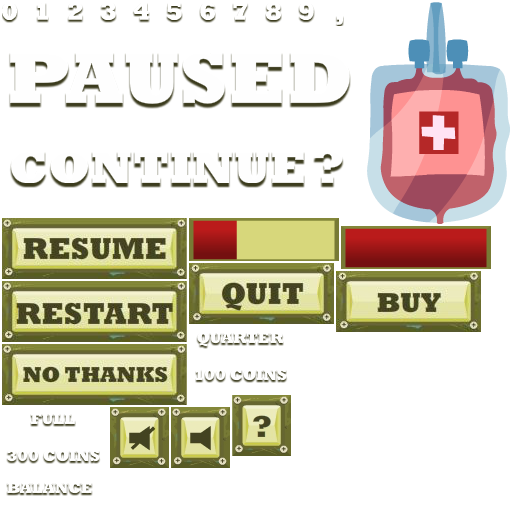 0 1 2 3 4 5 6 7 8 9 ,
PAUSED
CONTINUE?
RESUME
RESTART
QUIT
BUY
NO THANKS
QUARTER
100 COINS
FULL
?
300 COINS
BALANCE